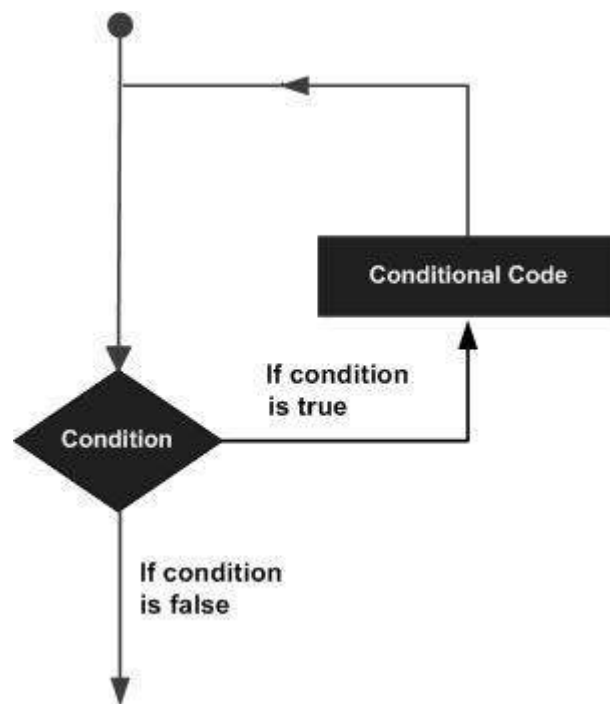 Conditional Code
If condition
is true
Condition
If condition
is false